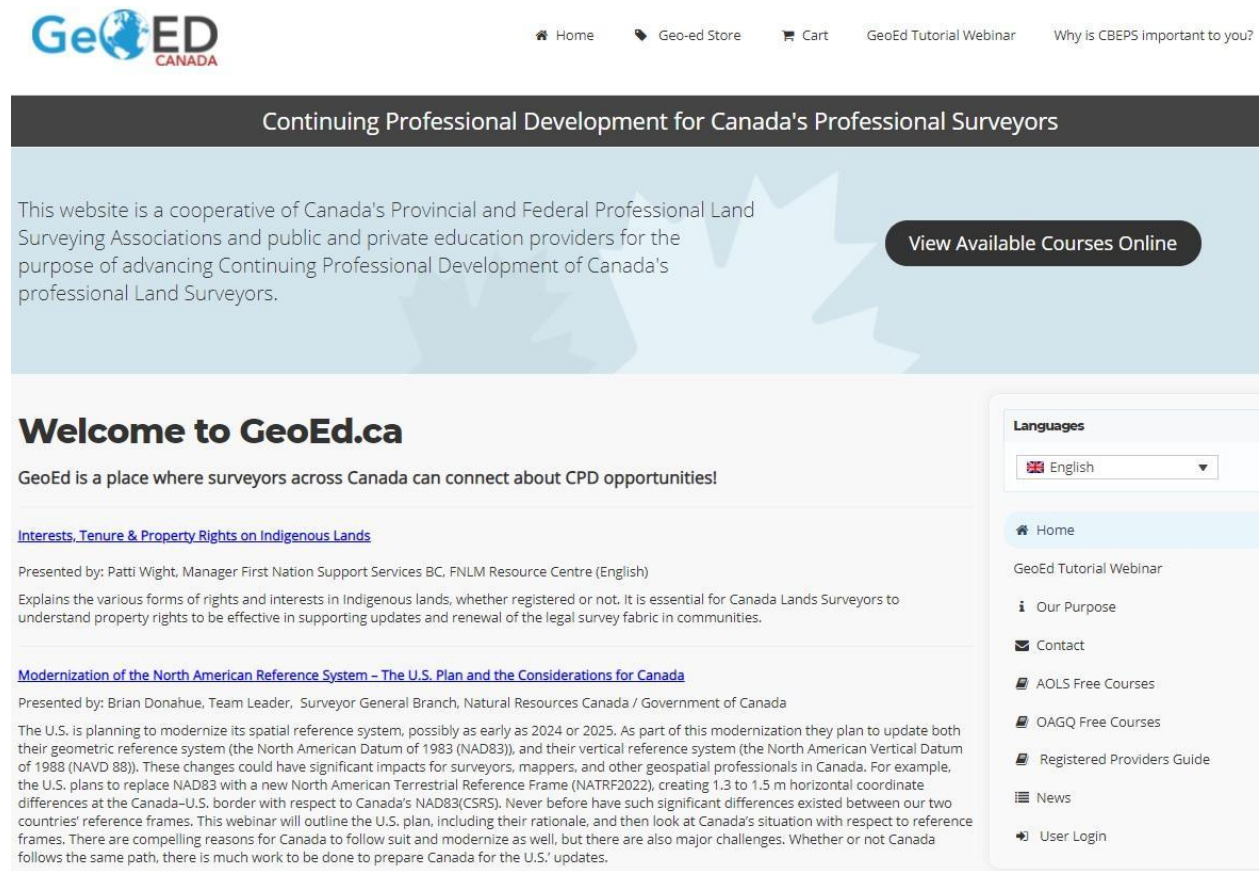 GeoED
CANADA
Home
Geo-ed Store
Cart
GeoEd Tutorial Webinar
Why is CBEPS important to you?
Continuing Professional Development for Canada's Professional Surveyors
This website is a cooperative of Canada's Provincial and Federal Professional Land
Surveying Associations and public and private education providers for the
purpose of advancing Continuing Professional Development of Canada's
professional Land Surveyors.
View Available Courses Online
Welcome to GeoEd.ca
GeoEd is a place where surveyors across Canada can connect about CPD opportunities!
Interests, Tenure & Property Rights on Indigenous Lands
Presented by: Patti Wight, Manager First Nation Support Services BC, FNLM Resource Centre (English)
Explains the various forms of rights and interests in Indigenous lands, whether registered or not. It is essential for Canada Lands Surveyors to
understand property rights to be effective in supporting updates and renewal of the legal survey fabric in communities.
Modernization of the North American Reference System – The U.S. Plan and the Considerations for Canada
Presented by: Brian Donahue, Team Leader, Surveyor General Branch, Natural Resources Canada / Government of Canada
The U.S. is planning to modernize its spatial reference system, possibly as early as 2024 or 2025. As part of this modernization they plan to update both
their geometric reference system (the North American Datum of 1983 (NAD83)), and their vertical reference system (the North American Vertical Datum
of 1988 (NAVD 88)). These changes could have significant impacts for surveyors, mappers, and other geospatial professionals in Canada. For example,
the U.S. plans to replace NAD83 with a new North American Terrestrial Reference Frame (NATRF2022), creating 1.3 to 1.5 m horizontal coordinate
differences at the Canada–U.S. border with respect to Canada's NAD83(CSRS). Never before have such significant differences existed between our two
countries' reference frames. This webinar will outline the U.S. plan, including their rationale, and then look at Canada's situation with respect to reference
frames. There are compelling reasons for Canada to follow suit and modernize as well, but there are also major challenges. Whether or not Canada
follows the same path, there is much work to be done to prepare Canada for the U.S.' updates.
Languages
English
Home
GeoEd Tutorial Webinar
Our Purpose
Contact
AOLS Free Courses
OAGQ Free Courses
Registered Providers Guide
News
User Login